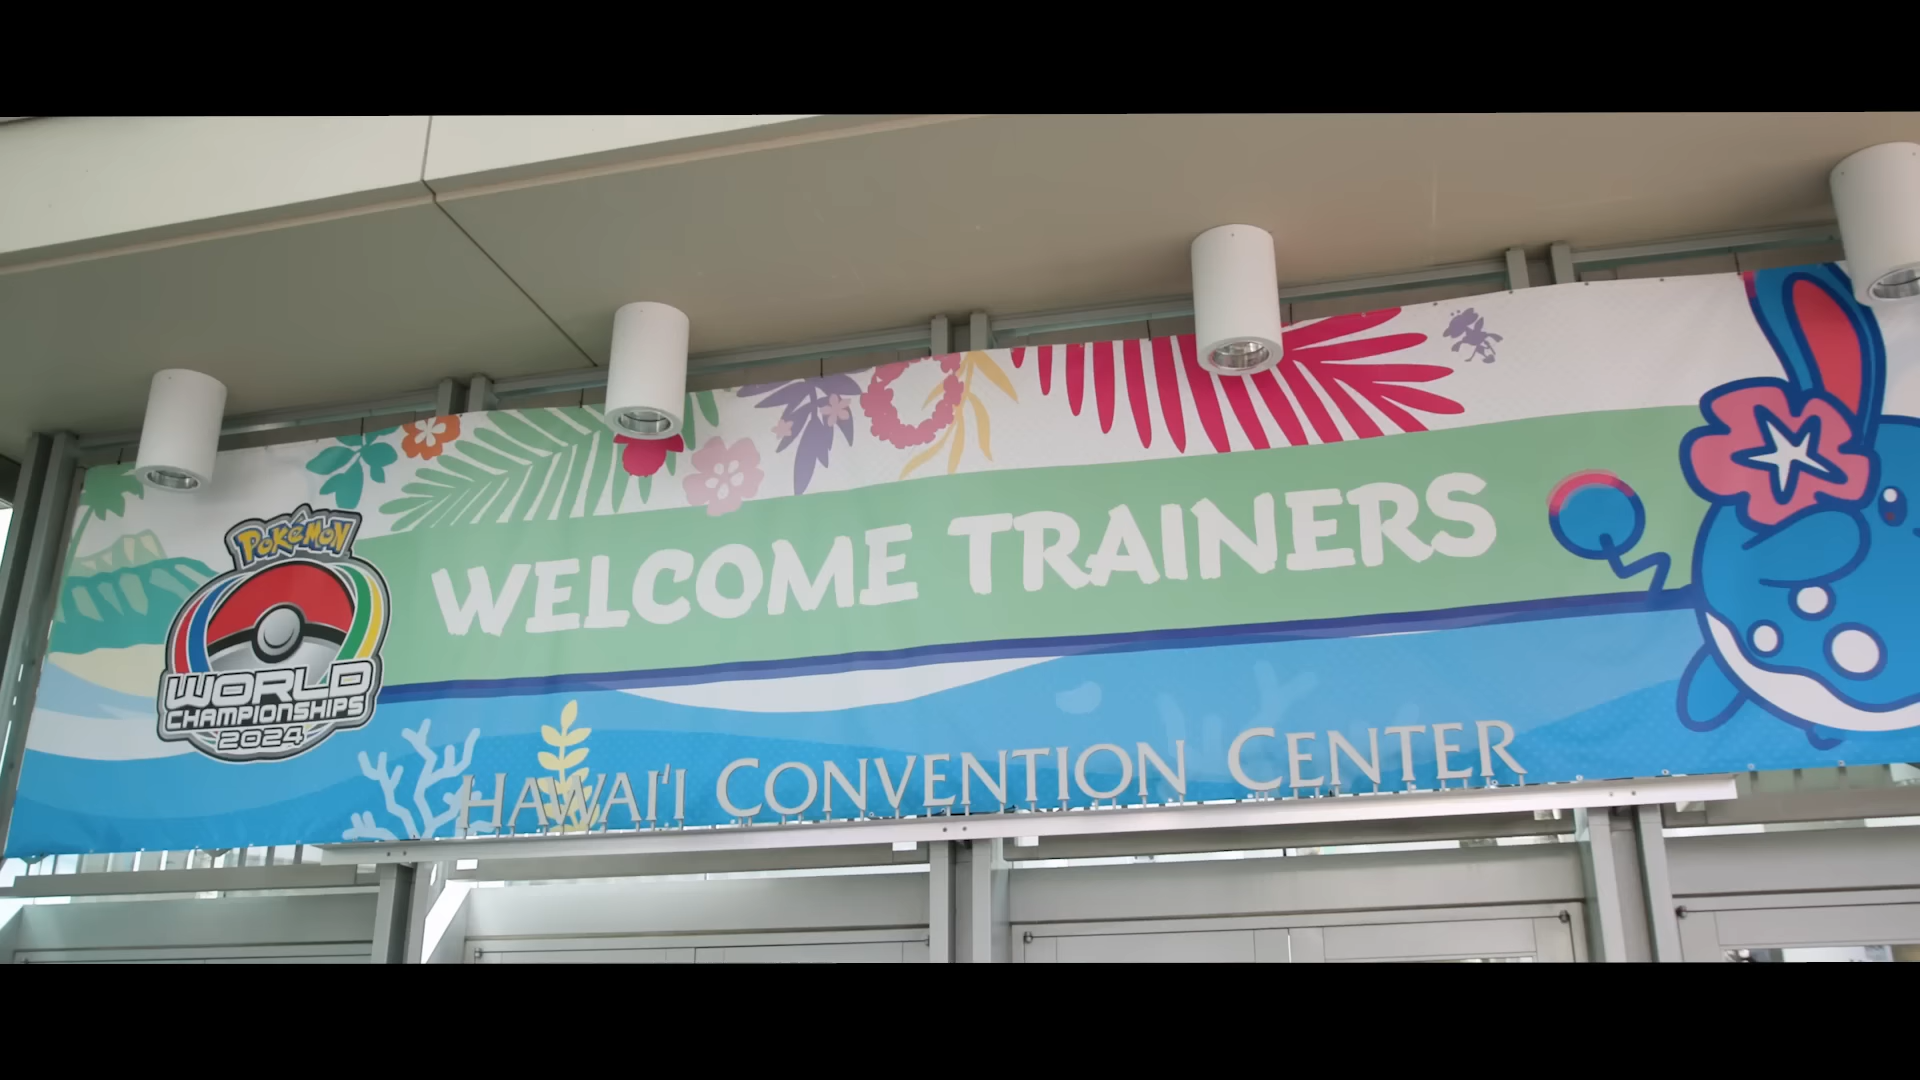 WELCOME TRAINERS
Pokémon
WORLD
CHAMPIONSHIPS
2024
HAWAI'I CONVENTION CENTER